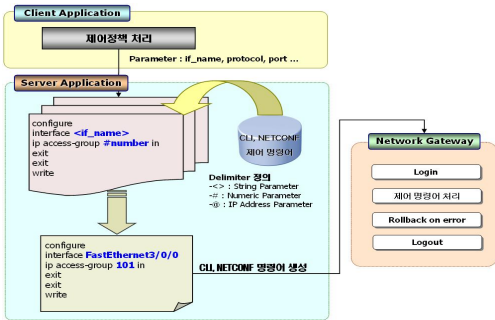 Client Application
제어정책 처리
Parameter : if_name, protocol, port ...
Server Application
configure
interface <if_name>
ip access-group #number in
exit
exit
write
CLI, NETCONF
제어 명령어
Delimiter 정의
-<> : String Parameter
-# : Numeric Parameter
-@ : IP Address Parameter
configure
interface FastEthernet3/0/0
ip access-group 101 in
exit
exit
write
CLI, NETCONF 명령어 생성
Network Gateway
Login
제어 명령어 처리
Rollback on error
Logout